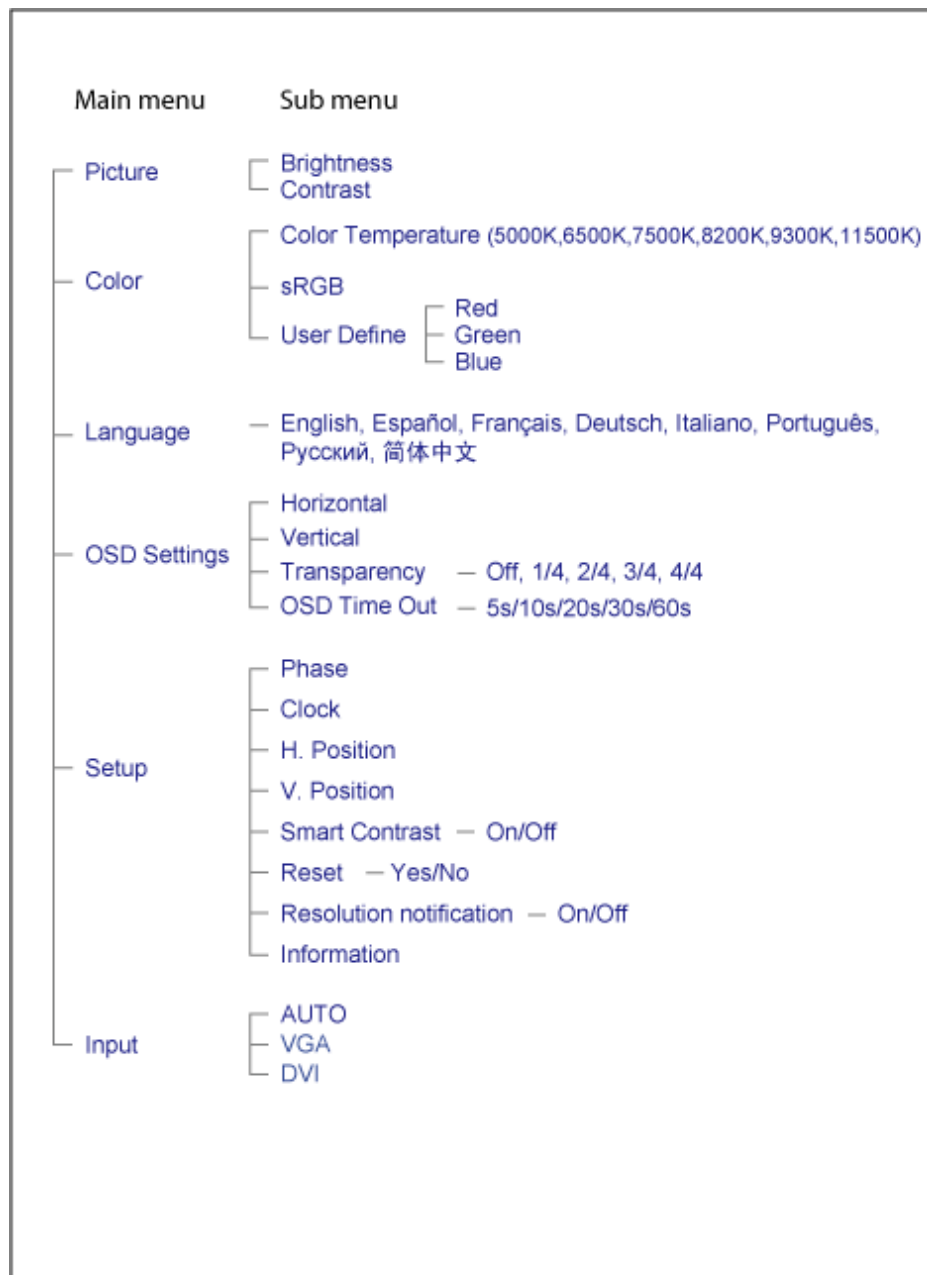 Main menu Sub menu
Picture Brightness
Contrast
Color Temperature (5000K,6500K,7500K,8200K,9300K,11500K)
Color sRGB
Red
User Define Green
Blue
Language English, Español, Français, Deutsch, Italiano, Português,
Русский, 简体中文
Horizontal
Vertical
OSD Settings
Transparency — Off, 1/4, 2/4, 3/4, 4/4
OSD Time Out — 5s/10s/20s/30s/60s
Phase
Clock
H. Position
Setup
V. Position
Smart Contrast — On/Off
Reset — Yes/No
Resolution notification — On/Off
Information
AUTO
Input VGA
DVI